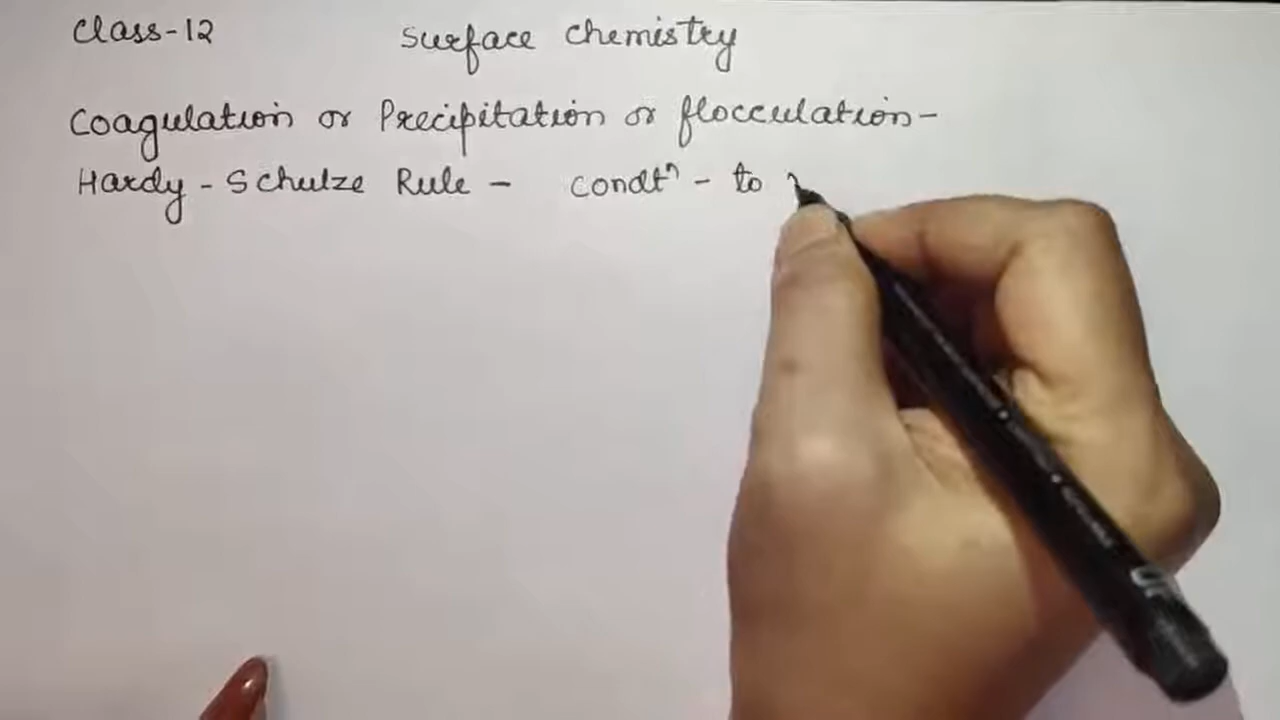 Class-12 Surface Chemistry
Coagulation or Precipitation or flocculation-
Hardy - Schulze Rule - condtⁿ - to